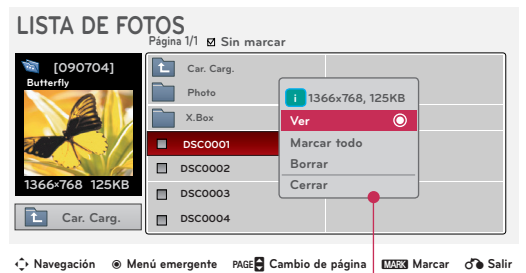 LISTA DE FOTOS
Página 1/1 Sin marcar
[090704]
Butterfly
1366x768 125KB
Car. Carg.
Car. Carg.
Photo
X.Box
DSC0001
DSC0002
DSC0003
DSC0004
i 1366x768, 125KB
Ver
Marcar todo
Borrar
Cerrar
Navegación Menú emergente PAGE Cambio de página MARK Marcar Salir